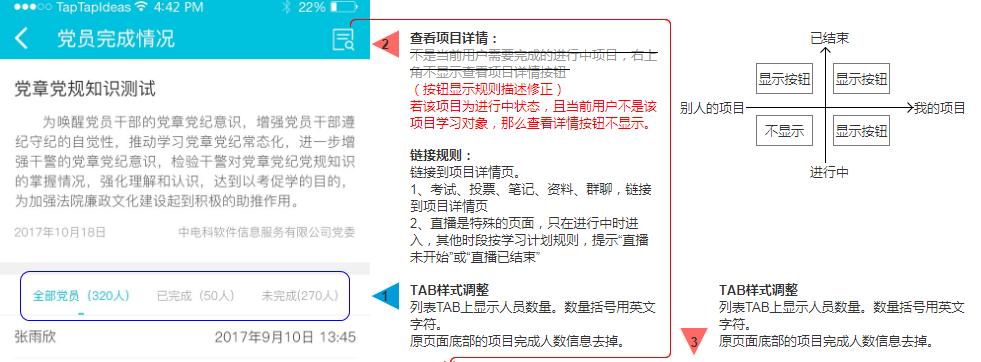 TapTapIdeas 4:42 PM 22%
党员完成情况
党章党规知识测试
为唤醒党员干部的党章党纪意识，增强党员干部遵
纪守纪的自觉性，推动学习党章党纪常态化，进一步增
强干警的党章党纪意识，检验干警对党章党纪党规知识
的掌握情况，强化理解和认识，达到以考促学的目的，
为加强法院廉政文化建设起到积极的助推作用。
2017年10月18日 中电科软件信息服务有限公司党委
全部党员（320人） 已完成（50人） 未完成(270人）
张雨欣 2017年9月10日 13:45
2
查看项目详情：
不是当前用户需要完成的进行中项目，右上
角不显示查看项目详情按钮
（按钮显示规则描述修正）
若该项目为进行中状态，且当前用户不是该
项目学习对象，那么查看详情按钮不显示。
链接规则：
链接到项目详情页。
1、考试、投票、笔记、资料、群聊，链接
到项目详情页
2、直播是特殊的页面，只在进行中时进
入，其他时段按学习计划规则，提示“直播
未开始”或“直播已结束”
1
TAB样式调整
列表TAB上显示人员数量。数量括号用英文
字符。
原页面底部的项目完成人数信息去掉。
已结束
显示按钮 显示按钮
别人的项目 我的项目
不显示 显示按钮
进行中
3
TAB样式调整
列表TAB上显示人员数量。数量括号用英文
字符。
原页面底部的项目完成人数信息去掉。